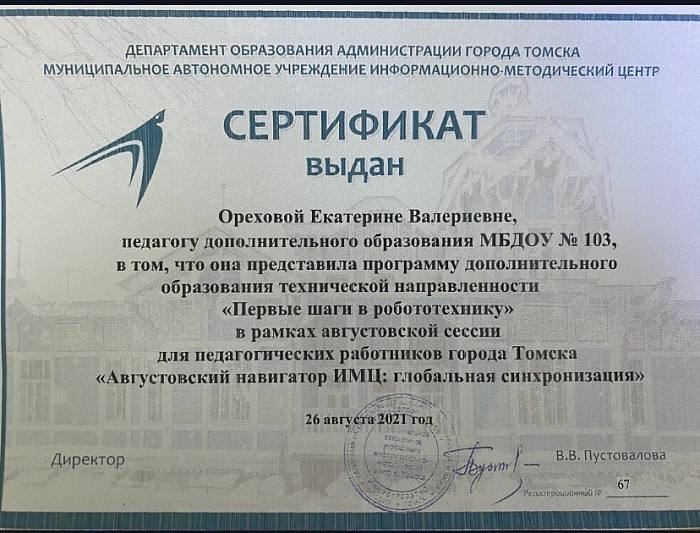 ДЕПАРТАМЕНТ ОБРАЗОВАНИЯ АДМИНИСТРАЦИИ ГОРОДА ТОМСКА
МУНИЦИПАЛЬНОЕ АВТОНОМНОЕ УЧРЕЖДЕНИЕ ИНФОРМАЦИОННО-МЕТОДИЧЕСКИЙ ЦЕНТР
СЕРТИФИКАТ
выдан
Ореховой Екатерине Валериевне,
педагогу дополнительного образования МБДОУ № 103,
в том, что она представила программу дополнительного
образования технической направленности
«Первые шаги в робототехнику»
в рамках августовской сессии
для педагогических работников города Томска
«Августовский навигатор ИМЦ: глобальная синхронизация»
26 августа 2021 год
Директор
В.В. Пустовалова
Регистрационный № 67